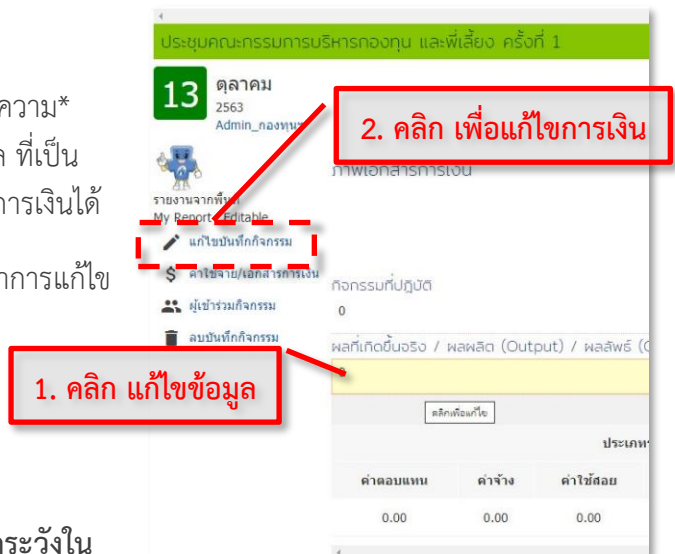 ประชุมคณะกรรมการบริหารกองทุน และพี่เลี้ยง ครั้งที่ 1
13
ตุลาคม
2563
Admin_กองทุนฯ
ความ*
ที่เป็น
การเงินได้
การแก้ไข
2. คลิก เพื่อแก้ไขการเงิน
ภาพเอกสารการเงิน
รายงานจากพื้นที่
My Report - Editable
แก้ไขบันทึกกิจกรรม
ค่าใช้จ่าย/เอกสารการเงิน
ผู้เข้าร่วมกิจกรรม
ลบบันทึกกิจกรรม
กิจกรรมที่ปฏิบัติ
0
ผลที่เกิดขึ้นจริง / ผลผลิต (Output) / ผลลัพธ์
1. คลิก แก้ไขข้อมูล
คลิกเพื่อแก้ไข
ค่าตอบแทน ค่าจ้าง ค่าใช้สอย
0.00 0.00 0.00
ระวังใน